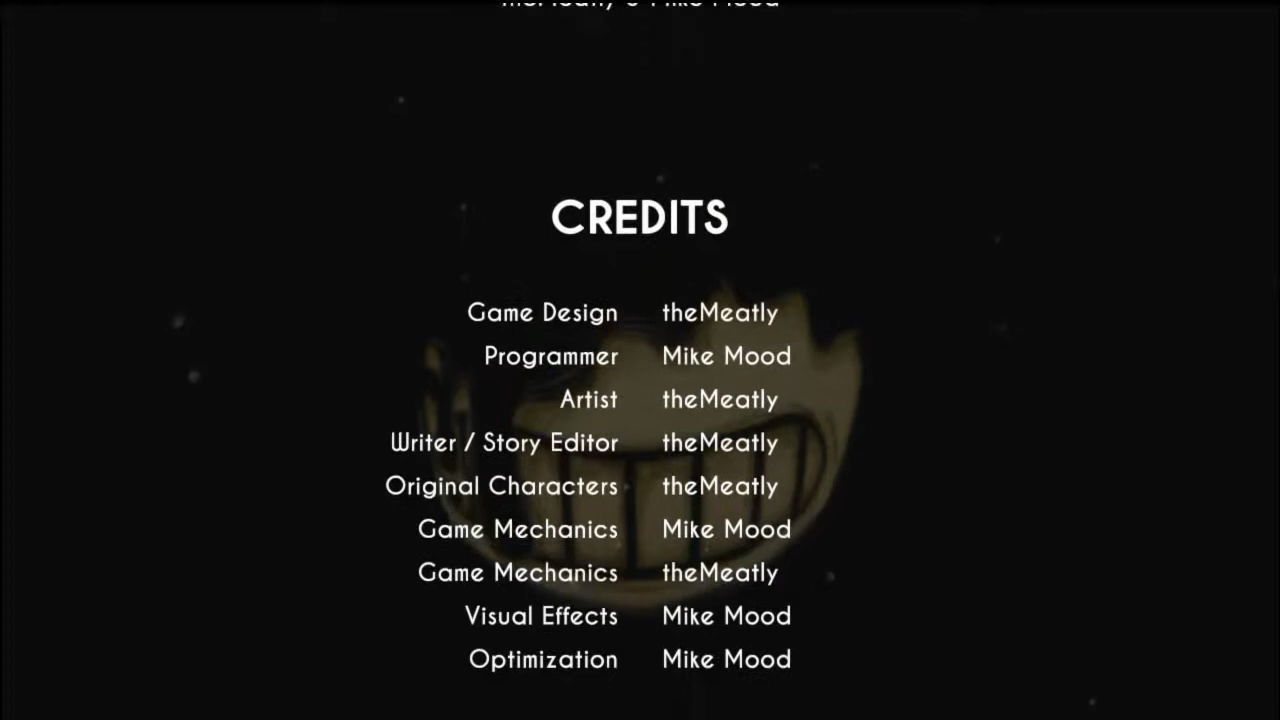 CREDITS
Game Design theMeatly
Programmer Mike Mood
Artist theMeatly
Writer / Story Editor theMeatly
Original Characters theMeatly
Game Mechanics Mike Mood
Game Mechanics theMeatly
Visual Effects Mike Mood
Optimization Mike Mood